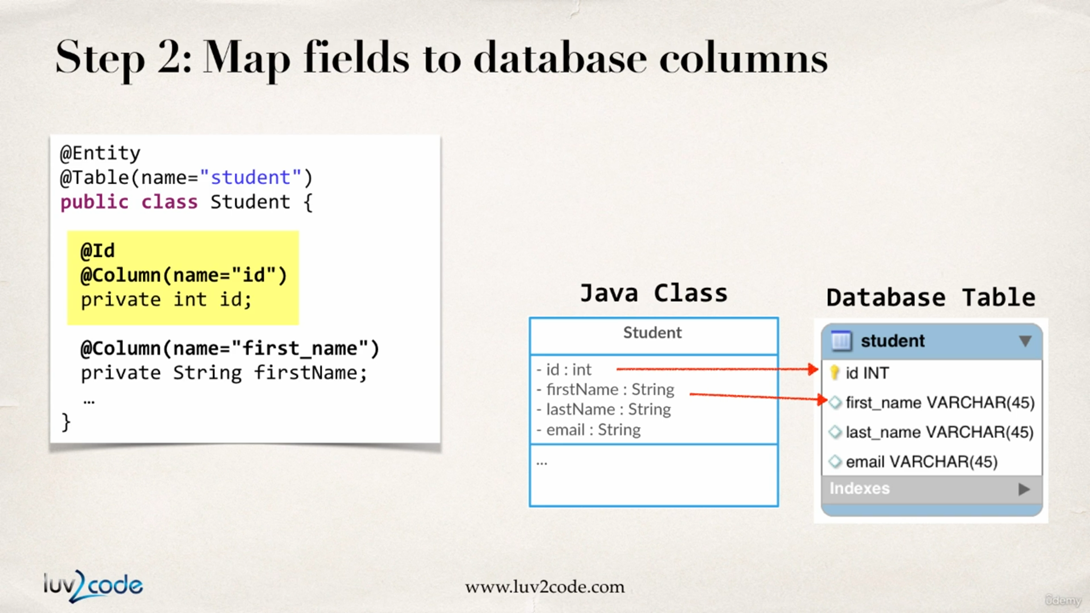 Step 2: Map fields to database columns
@Entity
@Table(name="student")
public class Student {
@Id
@Column(name="id")
private int id;
@Column(name="first_name")
private String firstName;
…
}
Java Class
Student
- id : int
- firstName : String
- lastName : String
- email : String
...
Database Table
student
id INT
first_name VARCHAR(45)
last_name VARCHAR(45)
email VARCHAR(45)
Indexes
luv2code
www.luv2code.com
ûdemy